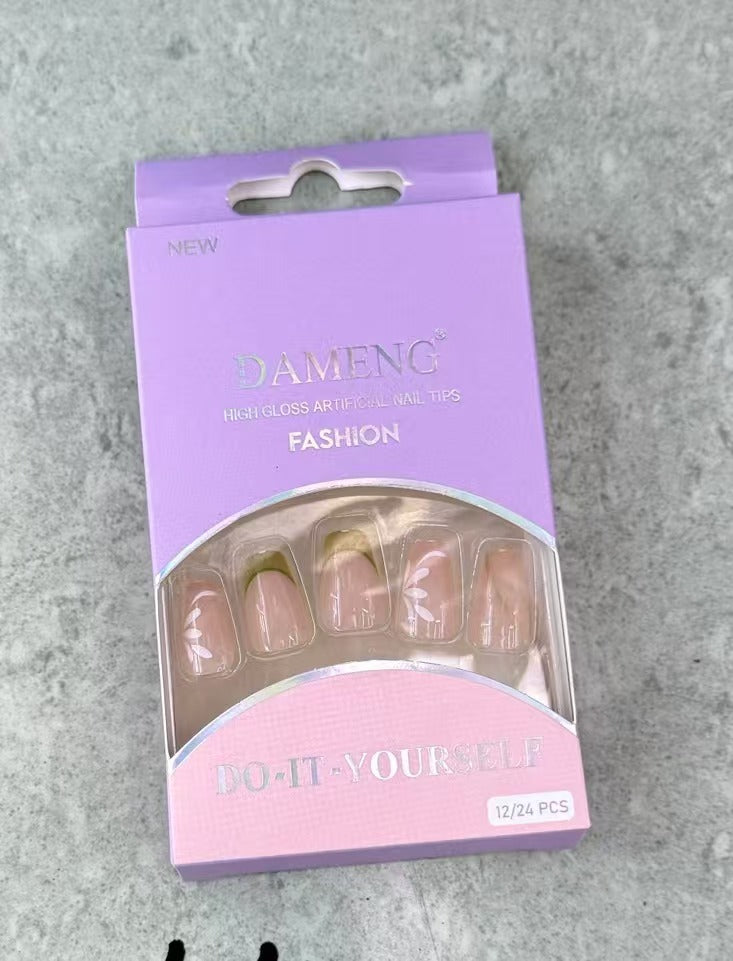 NEW
DAMENG®
HIGH GLOSS ARTIFICIAL NAIL TIPS
FASHION
DO-IT-YOURSELF
12/24 PCS